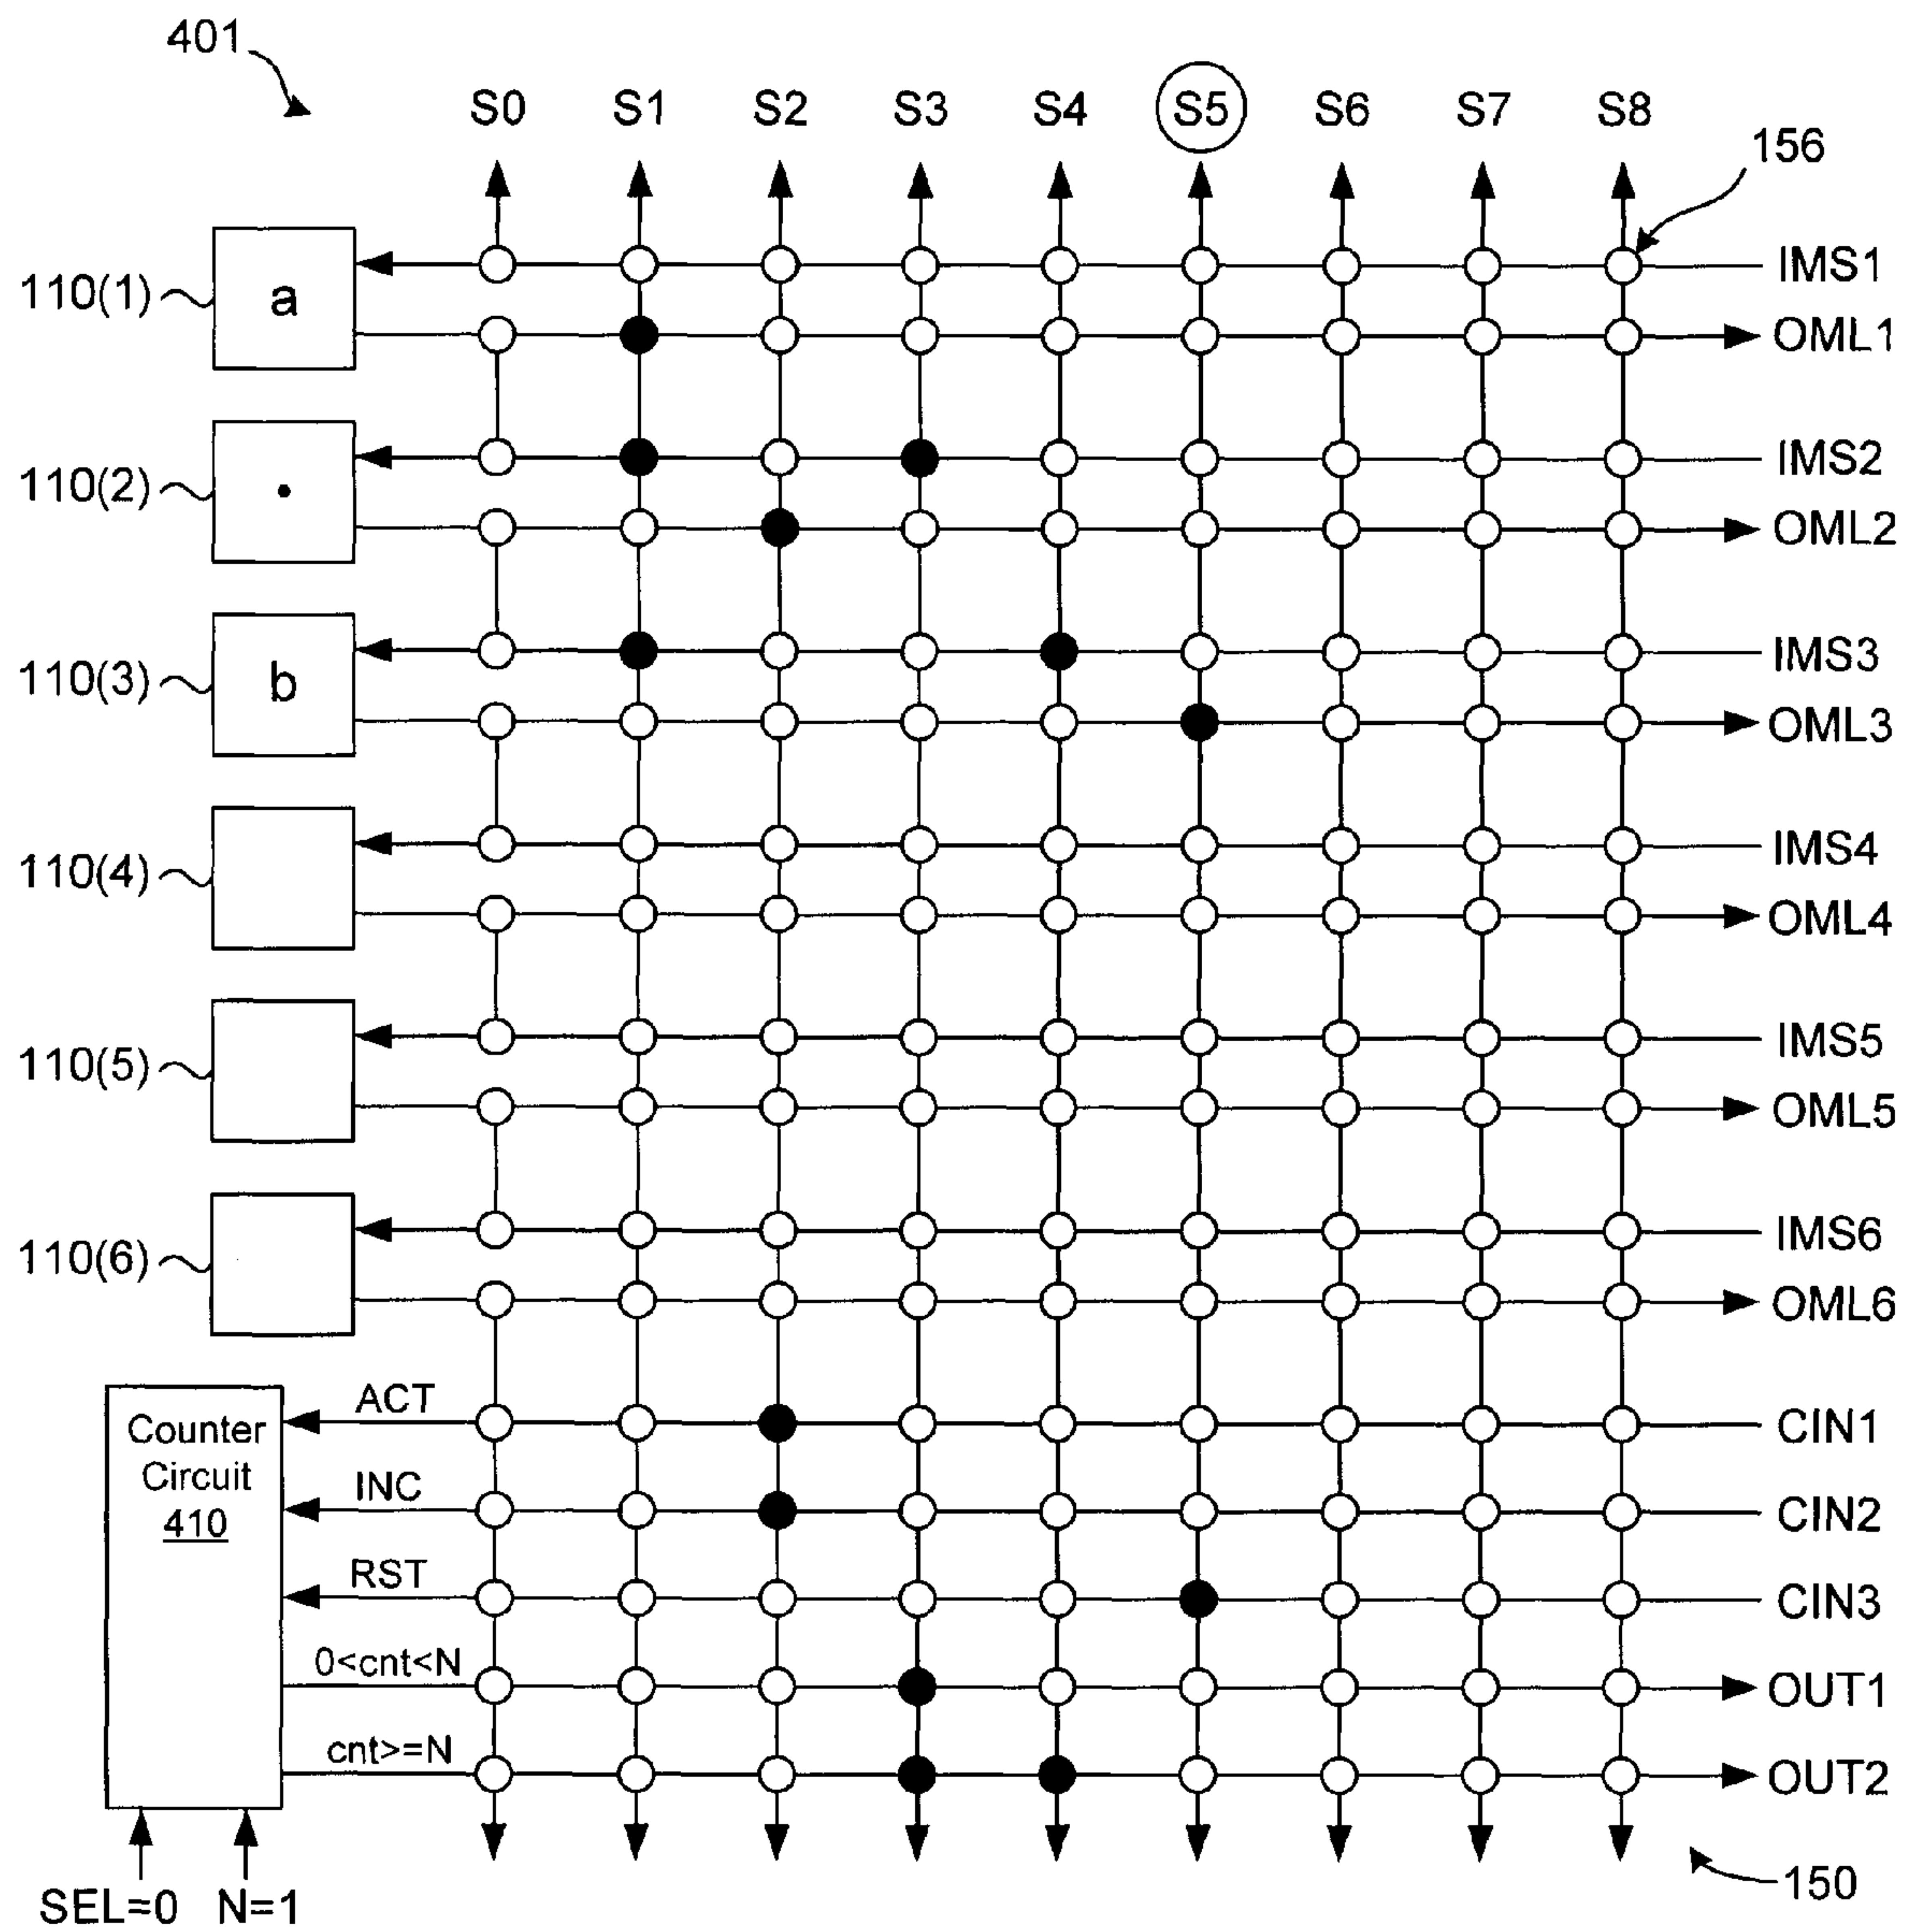 401
S0 S1 S2 S3 S4 S5 S6 S7 S8
156
110(1) a IMS1
OML1
110(2) • IMS2
OML2
110(3) b IMS3
OML3
110(4) IMS4
OML4
110(5) IMS5
OML5
110(6) IMS6
OML6
Counter
Circuit
410
ACT CIN1
INC CIN2
RST CIN3
0<cnt<N OUT1
cnt>=N OUT2
SEL=0 N=1
150